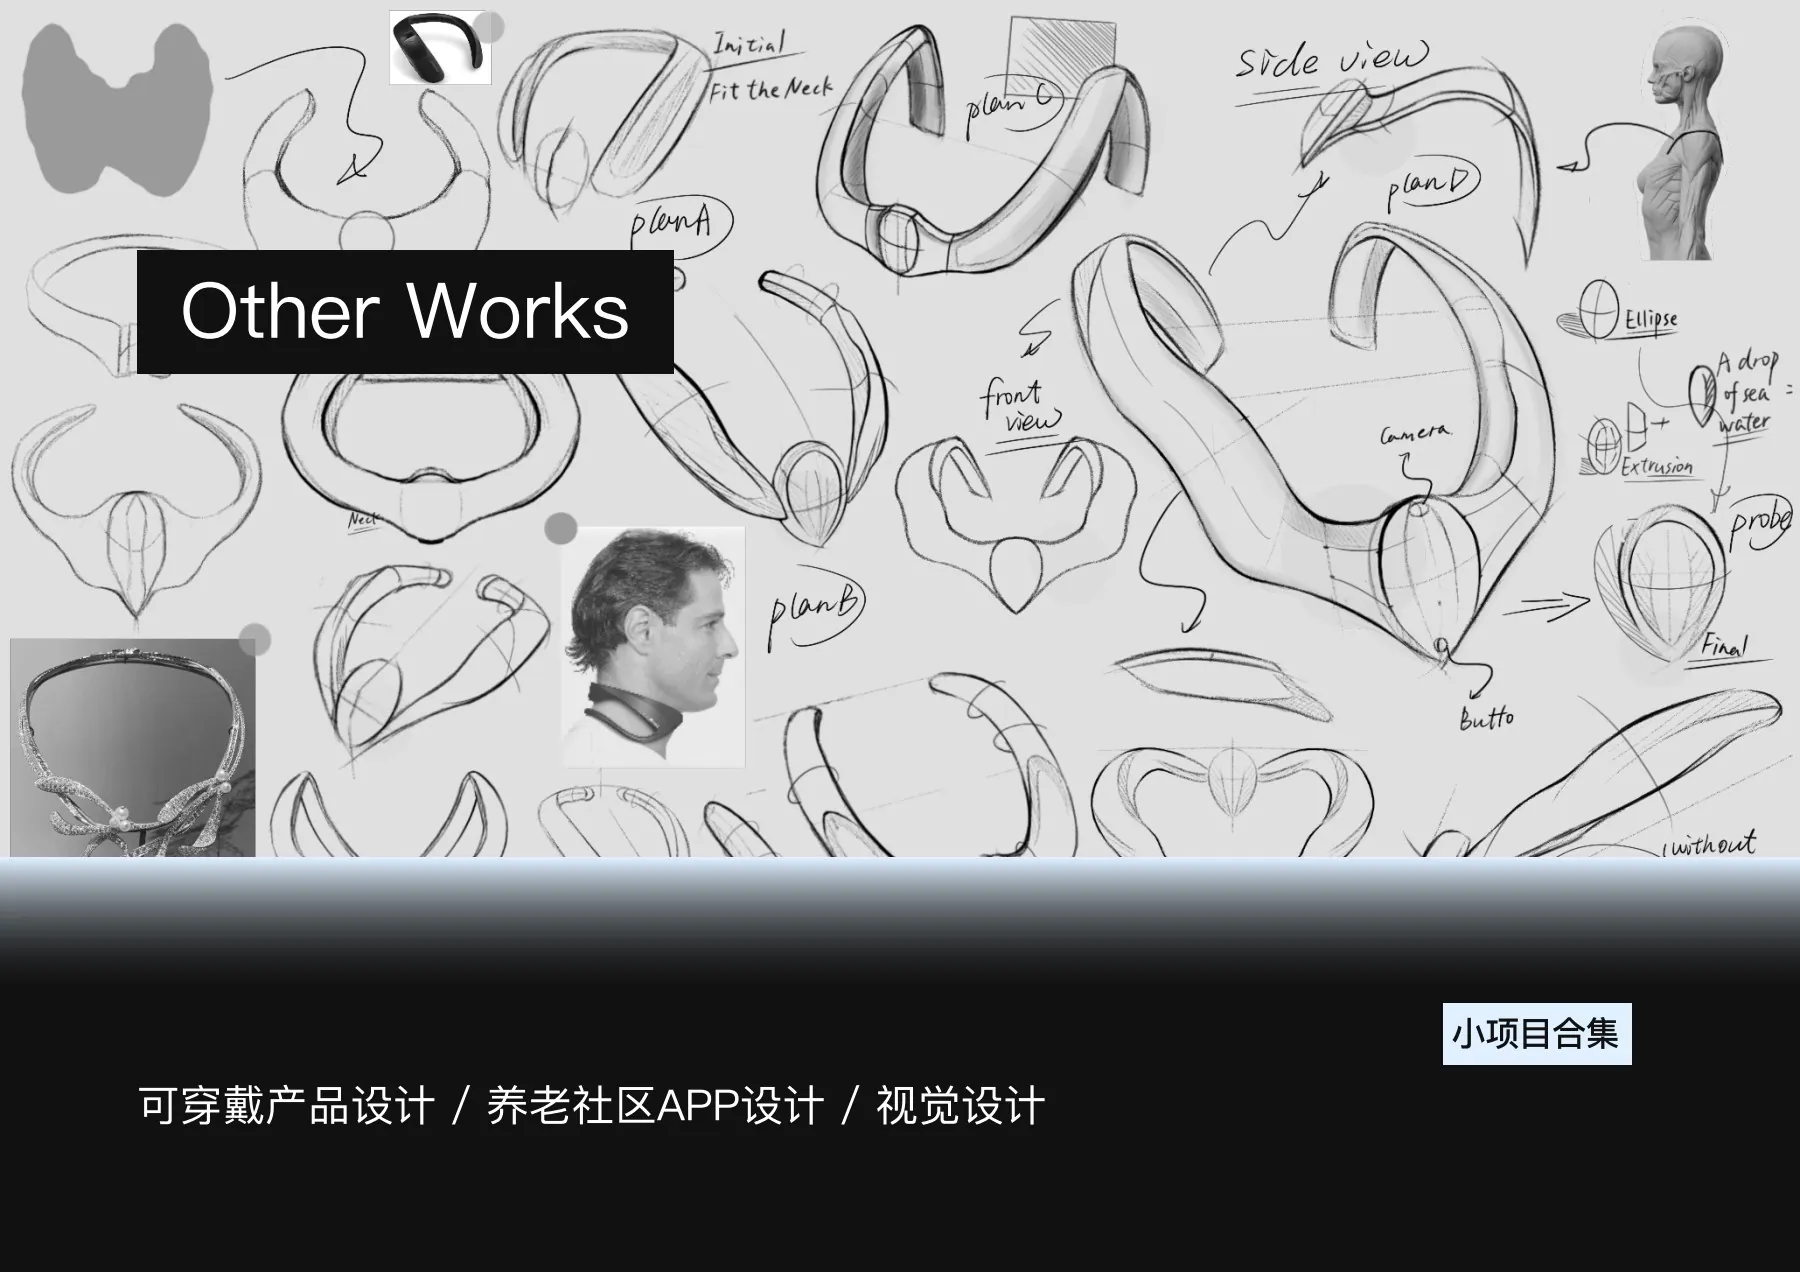 Initial
Fit the Neck
plan C
side view
plan A
plan D
Other Works
Ellipse
A drop
of sea =
water
front
view
Camera
Extrusion
Neck
probe
plan B
Final
Butto
without
小项目合集
可穿戴产品设计 / 养老社区APP设计 / 视觉设计